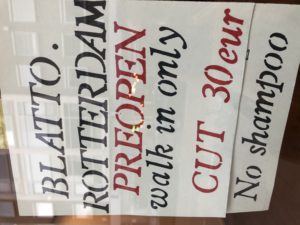 BLATTO.
ROTTERDAM
PREOPEN
walk in only
CUT 30eur
No shampoo